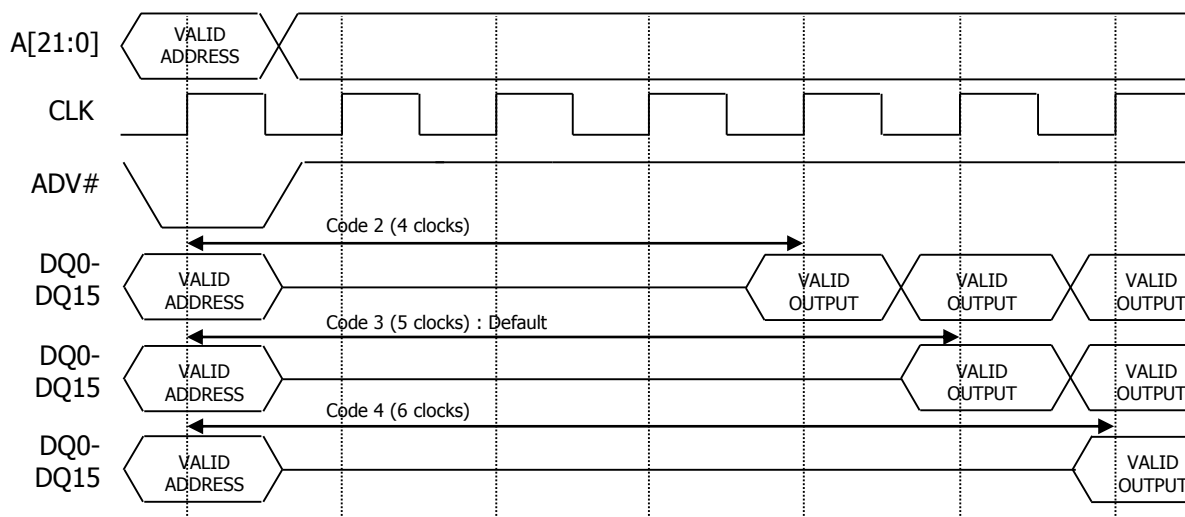 A[21:0]
VALID
ADDRESS
CLK
ADV#
Code 2 (4 clocks)
DQ0-
DQ15
VALID
ADDRESS
VALID
OUTPUT
VALID
OUTPUT
VALID
OUTPUT
Code 3 (5 clocks) : Default
DQ0-
DQ15
VALID
ADDRESS
VALID
OUTPUT
VALID
OUTPUT
Code 4 (6 clocks)
DQ0-
DQ15
VALID
ADDRESS
VALID
OUTPUT